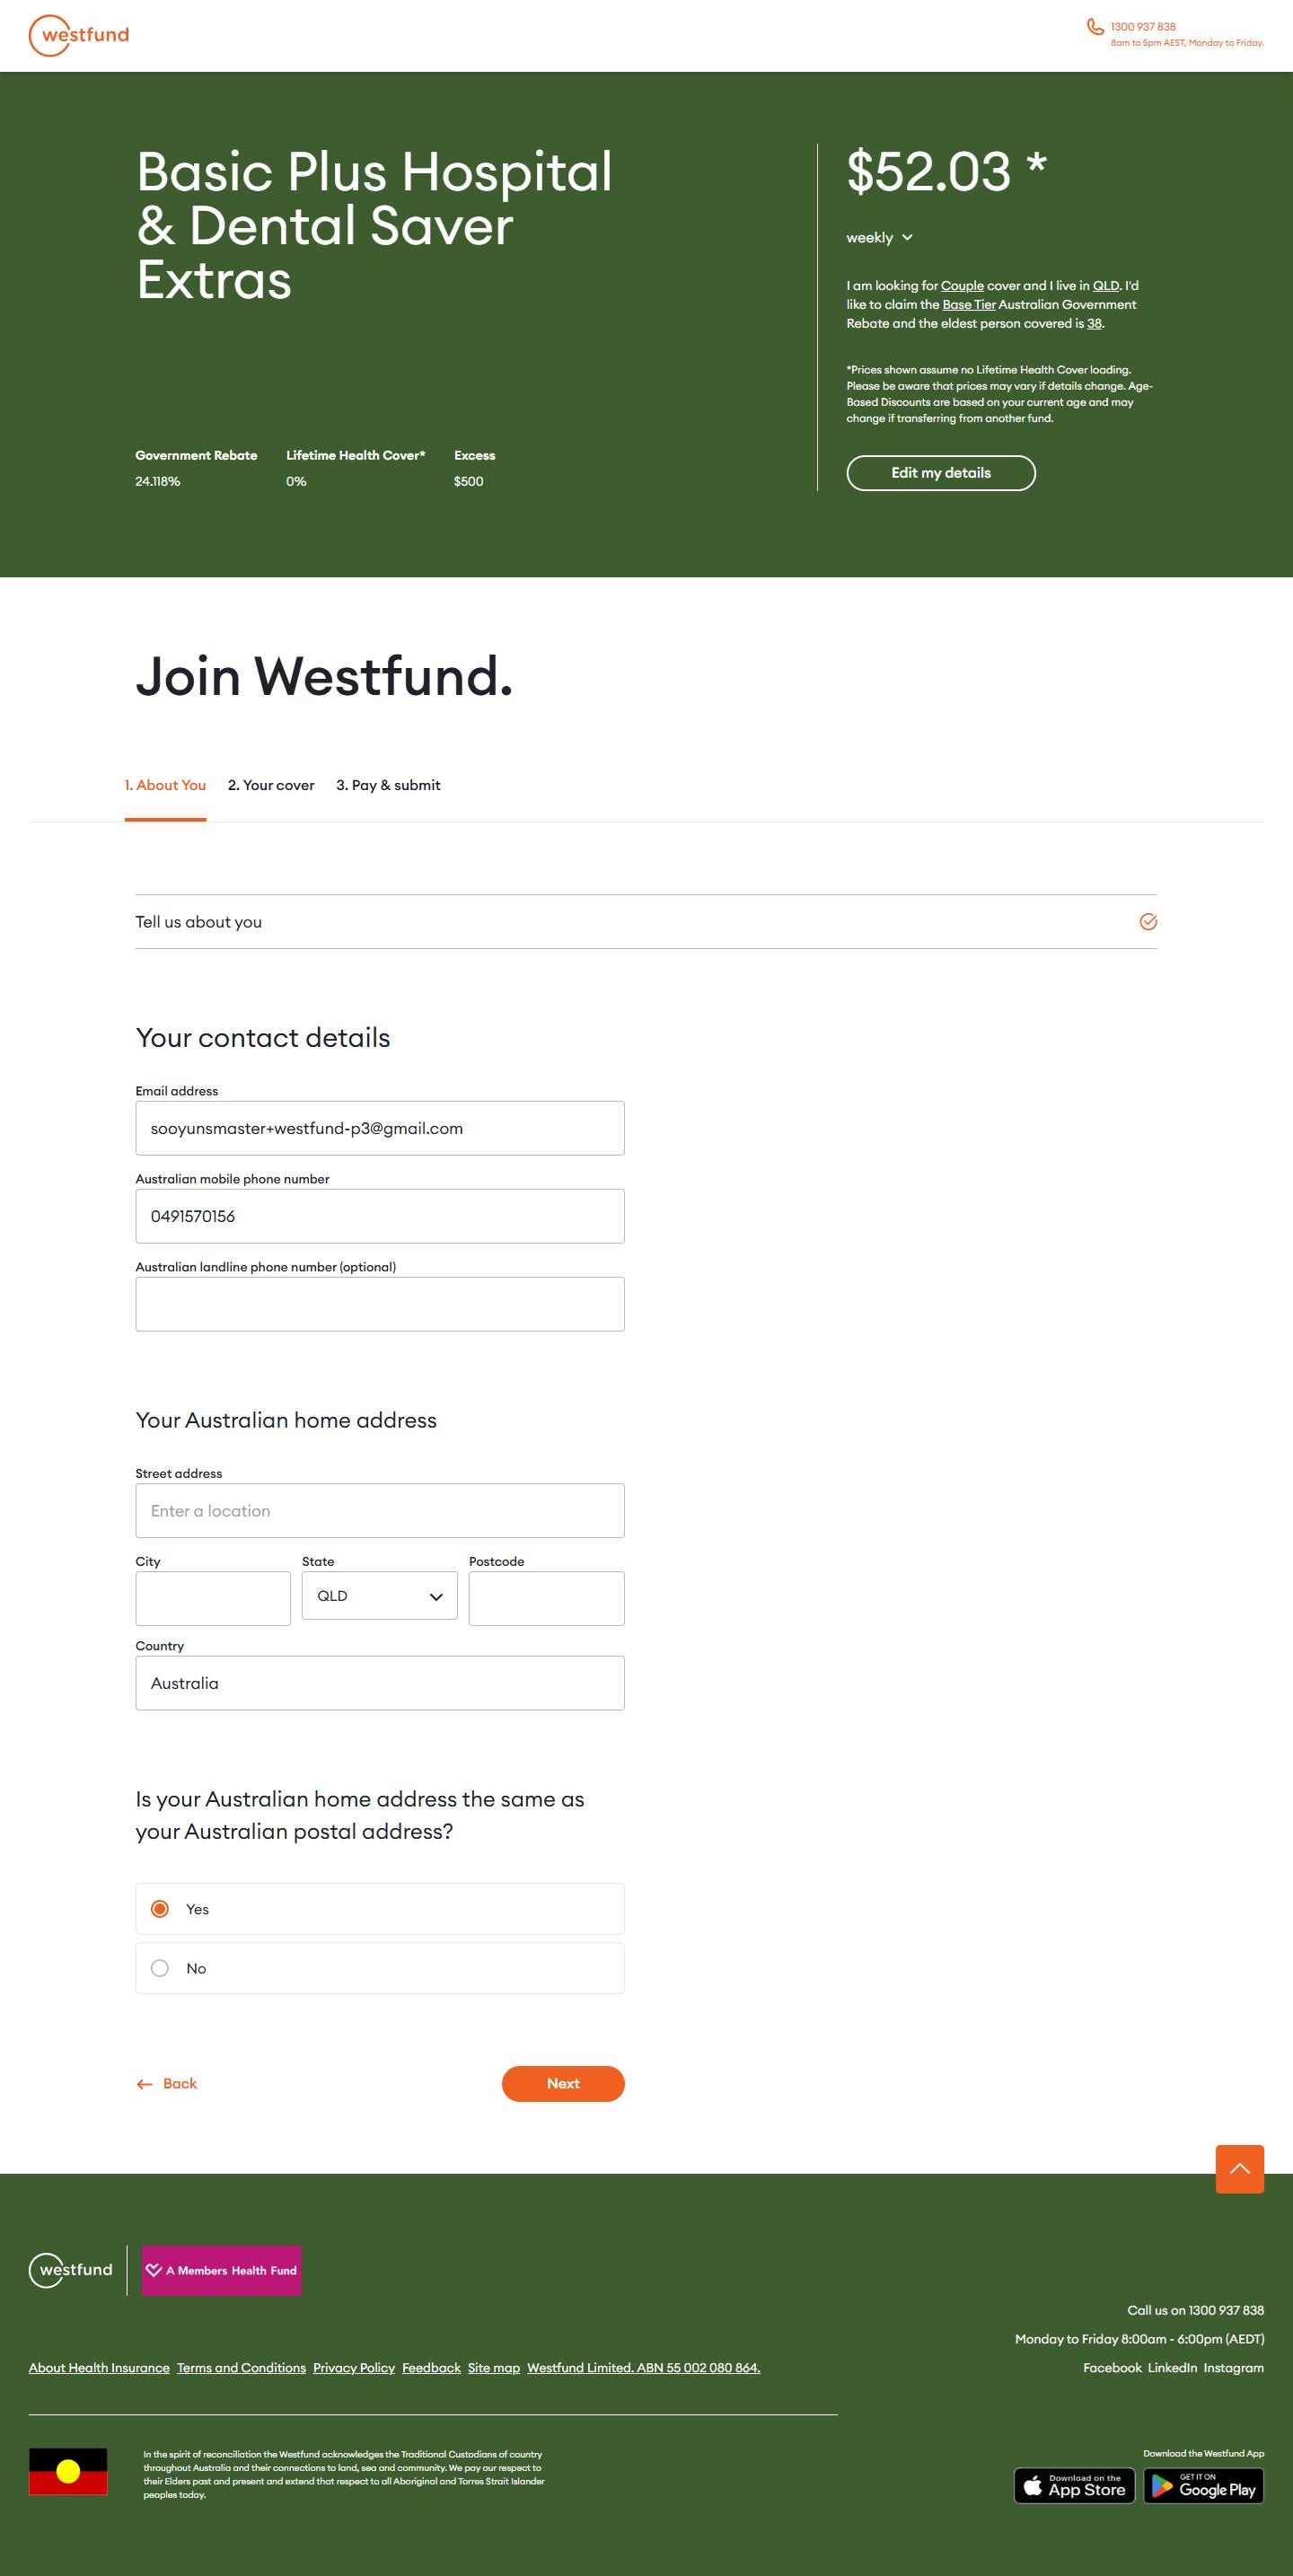 westfund
1300 937 838
8am to 5pm AEST, Monday to Friday.
Basic Plus Hospital
& Dental Saver
Extras
Government Rebate Lifetime Health Cover* Excess
24.118% 0% $500
$52.03 *
weekly
I am looking for Couple cover and I live in QLD. I'd
like to claim the Base Tier Australian Government
Rebate and the eldest person covered is 38.
*Prices shown assume no Lifetime Health Cover loading.
Please be aware that prices may vary if details change. Age-
Based Discounts are based on your current age and may
change if transferring from another fund.
Edit my details
Join Westfund.
1. About You 2. Your cover 3. Pay & submit
Tell us about you
Your contact details
Email address
sooyunsmaster+westfund-p3@gmail.com
Australian mobile phone number
0491570156
Australian landline phone number (optional)
Your Australian home address
Street address
Enter a location
City State Postcode
QLD
Country
Australia
Is your Australian home address the same as
your Australian postal address?
Yes
No
Back Next
westfund A Members Health Fund
Call us on 1300 937 838
Monday to Friday 8:00am - 6:00pm (AEDT)
About Health Insurance Terms and Conditions Privacy Policy Feedback Site map Westfund Limited. ABN 55 002 080 864.
Facebook LinkedIn Instagram
In the spirit of reconciliation the Westfund acknowledges the Traditional Custodians of country
throughout Australia and their connections to land, sea and community. We pay our respect to
their Elders past and present and extend that respect to all Aboriginal and Torres Strait Islander
peoples today.
Download the Westfund App
Download on the
App Store
GET IT ON
Google Play